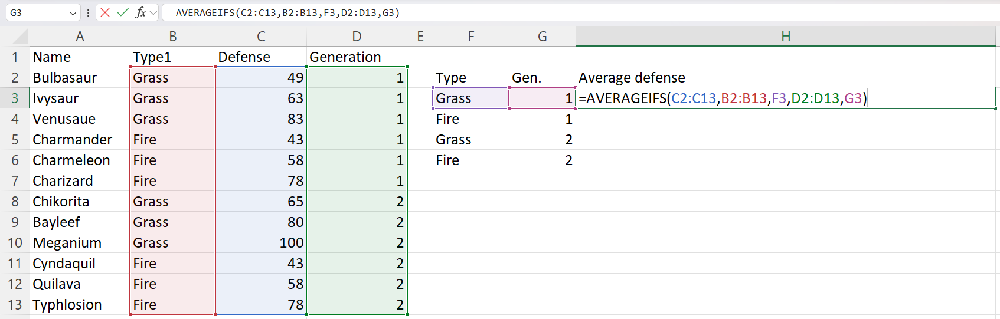 G3 fx =AVERAGEIFS(C2:C13,B2:B13,F3,D2:D13,G3)
A B C D E F G H
1 Name Type1 Defense Generation
2 Bulbasaur Grass 49 1 Type Gen. Average defense
3 Ivysaur Grass 63 1 Grass 1 =AVERAGEIFS(C2:C13,B2:B13,F3,D2:D13,G3)
4 Venusaue Grass 83 1 Fire 1
5 Charmander Fire 43 1 Grass 2
6 Charmeleon Fire 58 1 Fire 2
7 Charizard Fire 78 1
8 Chikorita Grass 65 2
9 Bayleef Grass 80 2
10 Meganium Grass 100 2
11 Cyndaquil Fire 43 2
12 Quilava Fire 58 2
13 Typhlosion Fire 78 2